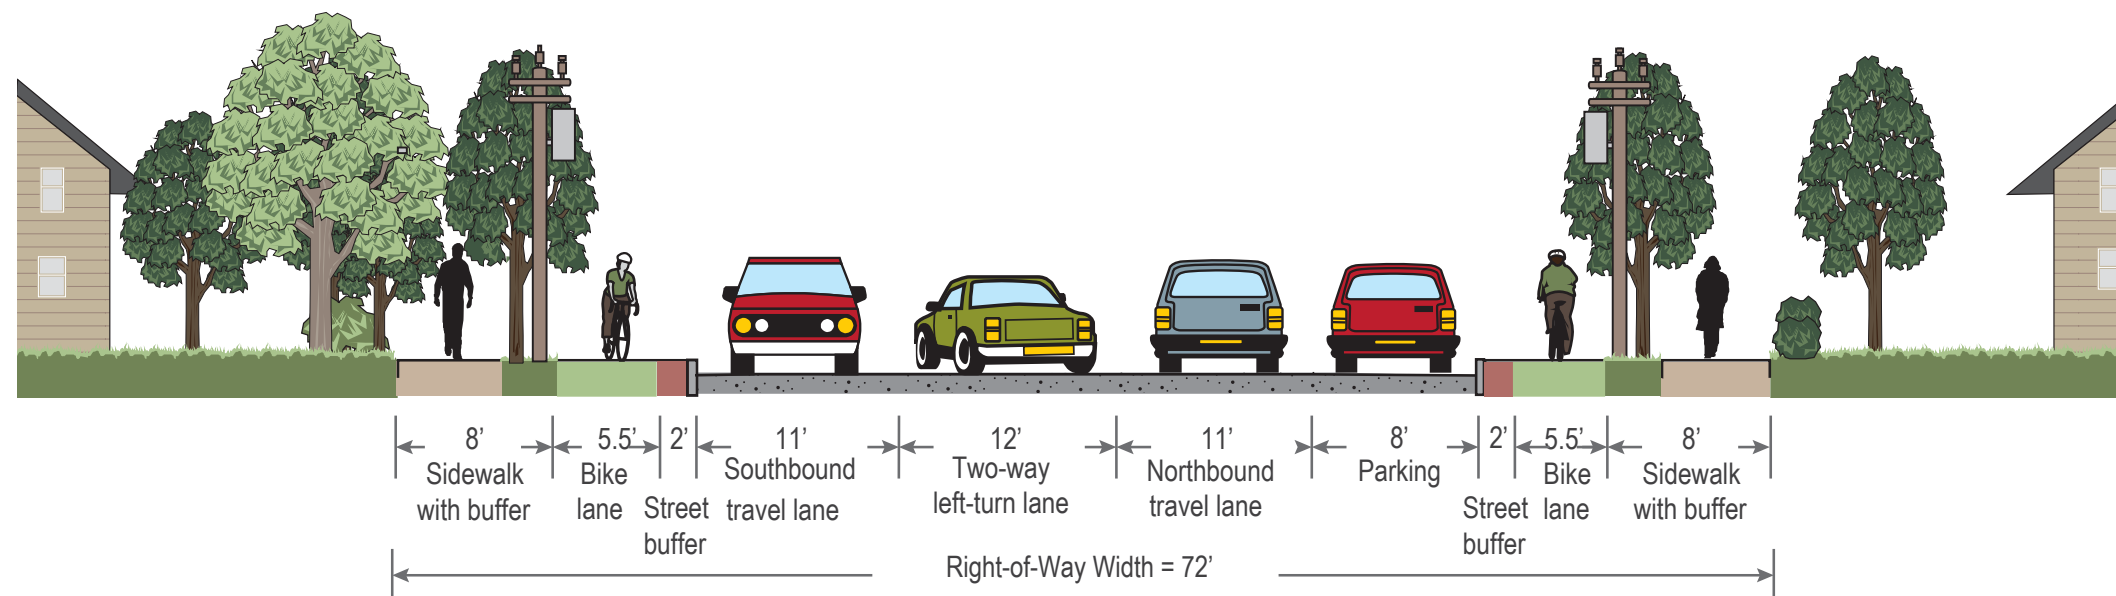 8’
Sidewalk
with buffer
5.5’
Bike
lane
2’
Street
buffer
11’
Southbound
travel lane
12’
Two-way
left-turn lane
11’
Northbound
travel lane
8’
Parking
2’
Street
buffer
5.5’
Bike
lane
8’
Sidewalk
with buffer
Right-of-Way Width = 72’